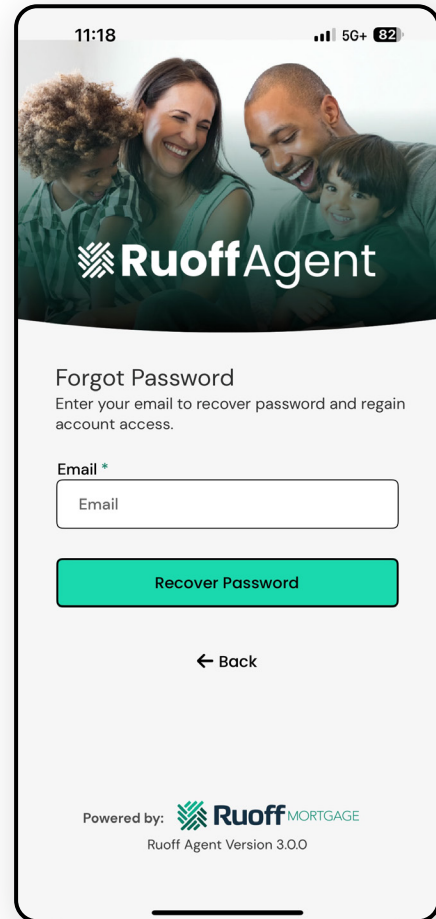 11:18 5G+ 82
RuoffAgent
Forgot Password
Enter your email to recover password and regain
account access.
Email *
Email
Recover Password
← Back
Powered by: Ruoff MORTGAGE
Ruoff Agent Version 3.0.0